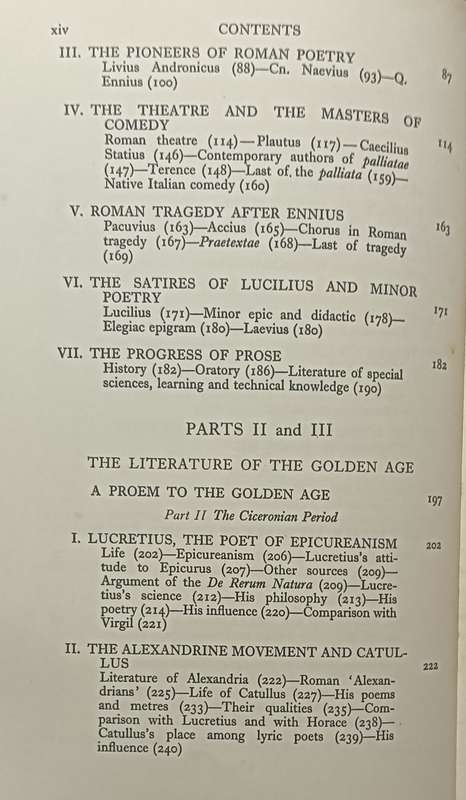 xiv CONTENTS
III. THE PIONEERS OF ROMAN POETRY 87
Livius Andronicus (88)—Cn. Naevius (93)—Q.
Ennius (100)
IV. THE THEATRE AND THE MASTERS OF
COMEDY 114
Roman theatre (114)—Plautus (117)—Caecilius
Statius (146)—Contemporary authors of palliatae
(147)—Terence (148)—Last of the palliata (159)—
Native Italian comedy (160)
V. ROMAN TRAGEDY AFTER ENNIUS 163
Pacuvius (163)—Accius (165)—Chorus in Roman
tragedy (167)—Praetextae (168)—Last of tragedy
(169)
VI. THE SATIRES OF LUCILIUS AND MINOR
POETRY 171
Lucilius (171)—Minor epic and didactic (178)—
Elegiac epigram (180)—Laevius (180)
VII. THE PROGRESS OF PROSE 182
History (182)—Oratory (186)—Literature of special
sciences, learning and technical knowledge (190)
PARTS II and III
THE LITERATURE OF THE GOLDEN AGE
A PROEM TO THE GOLDEN AGE 197
Part II The Ciceronian Period
I. LUCRETIUS, THE POET OF EPICUREANISM 202
Life (202)—Epicureanism (206)—Lucretius's atti-
tude to Epicurus (207)—Other sources (209)—
Argument of the De Rerum Natura (209)—Lucre-
tius's science (212)—His philosophy (213)—His
poetry (214)—His influence (220)—Comparison with
Virgil (221)
II. THE ALEXANDRINE MOVEMENT AND CATUL-
LUS 222
Literature of Alexandria (222)—Roman 'Alexan-
drians' (225)—Life of Catullus (227)—His poems
and metres (233)—Their qualities (235)—Com-
parison with Lucretius and with Horace (238)—
Catullus's place among lyric poets (239)—His
influence (240)